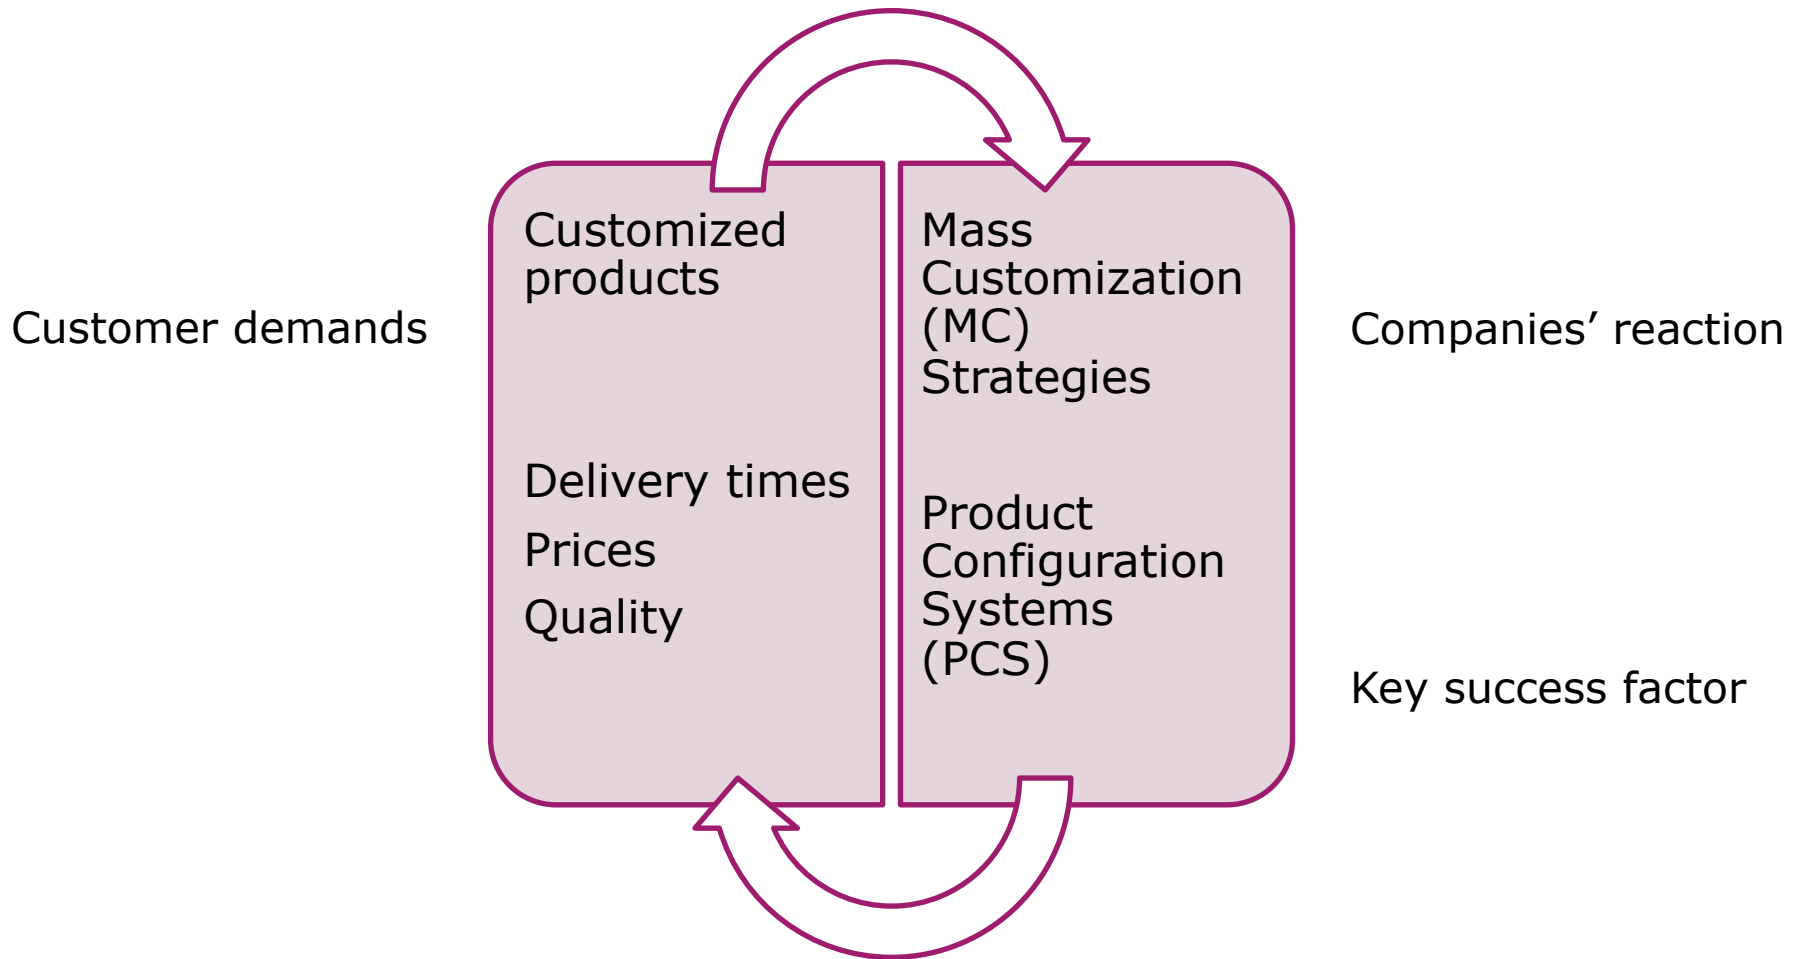 Customer demands
Customized
products
Delivery times
Prices
Quality
Mass
Customization
(MC)
Strategies
Product
Configuration
Systems
(PCS)
Companies’ reaction
Key success factor